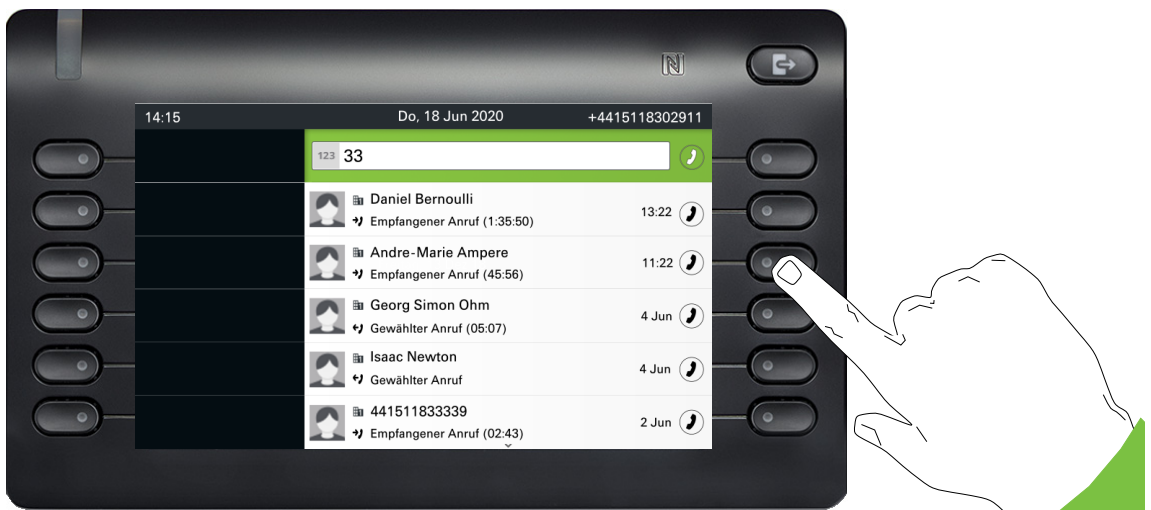 14:15 Do, 18 Jun 2020 +4415118302911
123 33
Daniel Bernoulli
Empfangener Anruf (1:35:50) 13:22
Andre-Marie Ampere
Empfangener Anruf (45:56) 11:22
Georg Simon Ohm
Gewählter Anruf (05:07) 4 Jun
Isaac Newton
Gewählter Anruf 4 Jun
441511833339
Empfangener Anruf (02:43) 2 Jun